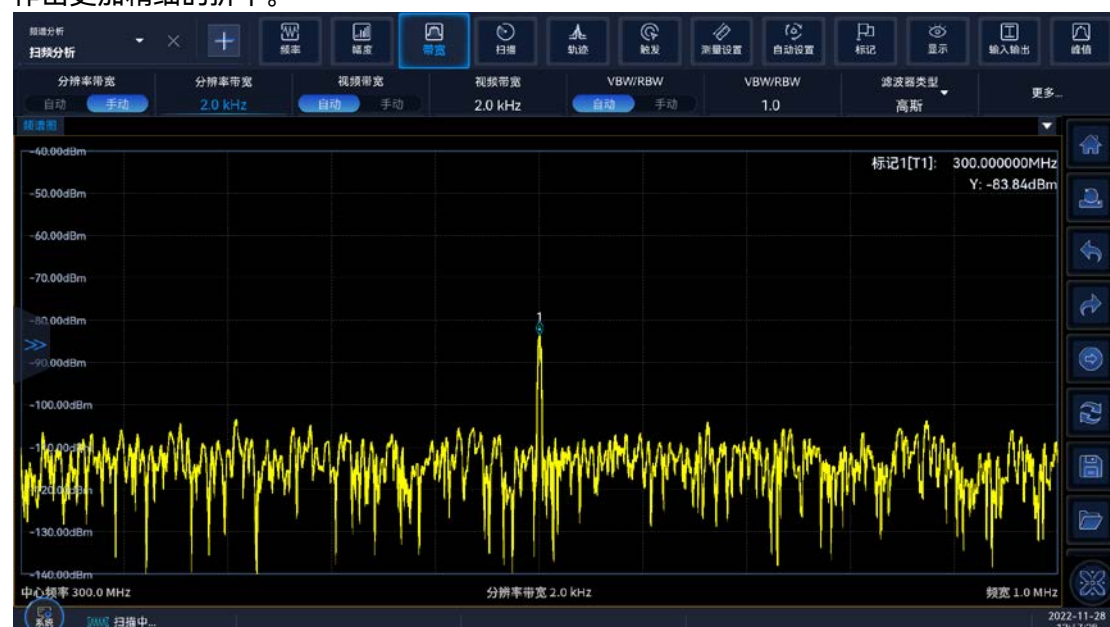 频谱分析
扫频分析
频率
幅度
带宽
扫描
轨迹
触发
测量设置
自动设置
标记
显示
输入输出
峰值
分辨率带宽
自动 手动
分辨率带宽
2.0 kHz
视频带宽
自动 手动
视频带宽
2.0 kHz
VBW/RBW
自动 手动
VBW/RBW
1.0
滤波器类型
高斯
更多...
频谱图
标记1[T1]: 300.000000MHz
Y: -83.84dBm
-40.00dBm
-50.00dBm
-60.00dBm
-70.00dBm
-80.00dBm
1
-90.00dBm
-100.00dBm
-130.00dBm
-140.00dBm
中心频率 300.0 MHz
分辨率带宽 2.0 kHz
频宽 1.0 MHz
系统
扫描中...
2022-11-28